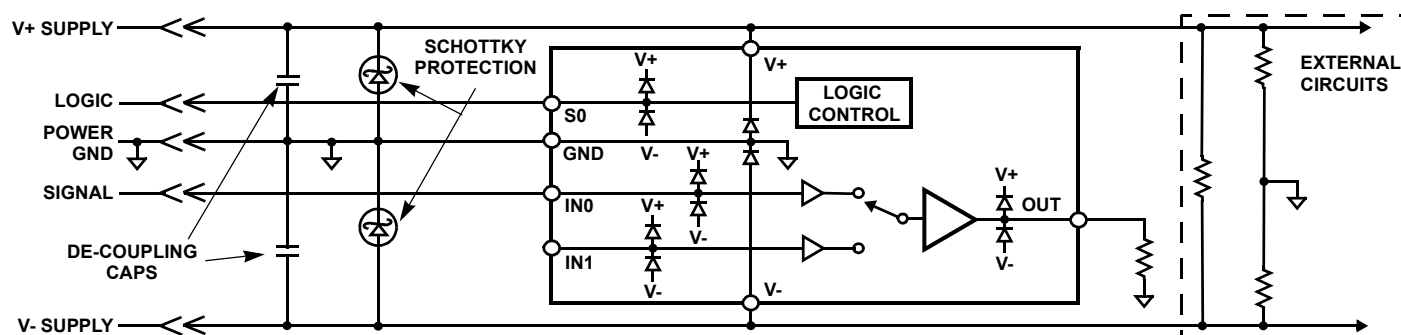 V+ SUPPLY
LOGIC
POWER
GND
SIGNAL
DE-COUPLING
CAPS
V- SUPPLY
SCHOTTKY
PROTECTION
S0
GND
IN0
IN1
V+
V-
V+
V-
V+
V-
V+
V-
LOGIC
CONTROL
V+
V-
OUT
EXTERNAL
CIRCUITS